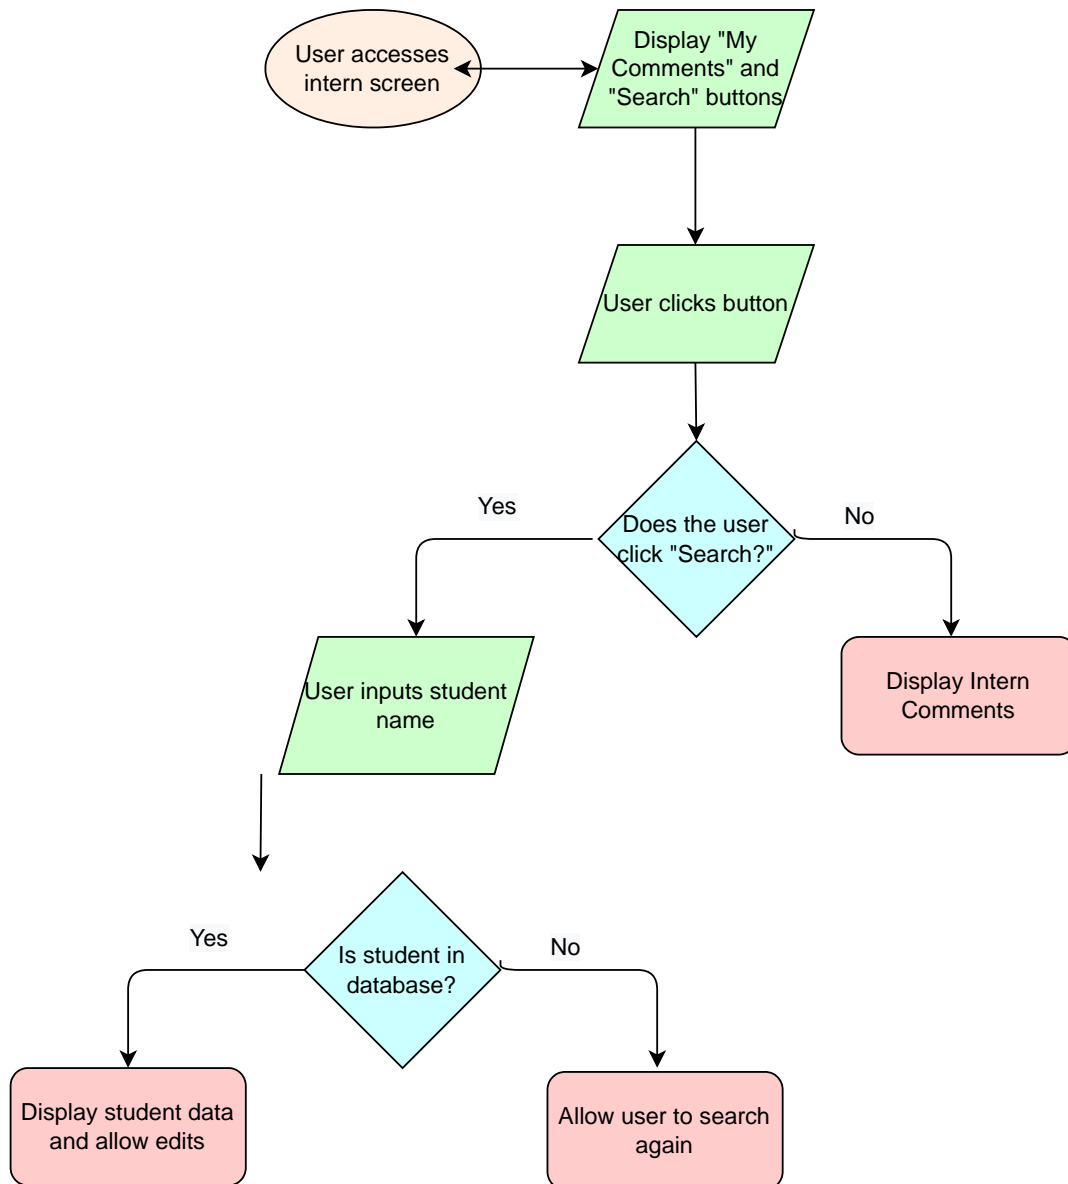 User accesses
intern screen
Display "My
Comments" and
"Search" buttons
User clicks button
Does the user
click "Search?"
Yes
No
User inputs student
name
Display Intern
Comments
Is student in
database?
Yes
No
Display student data
and allow edits
Allow user to search
again